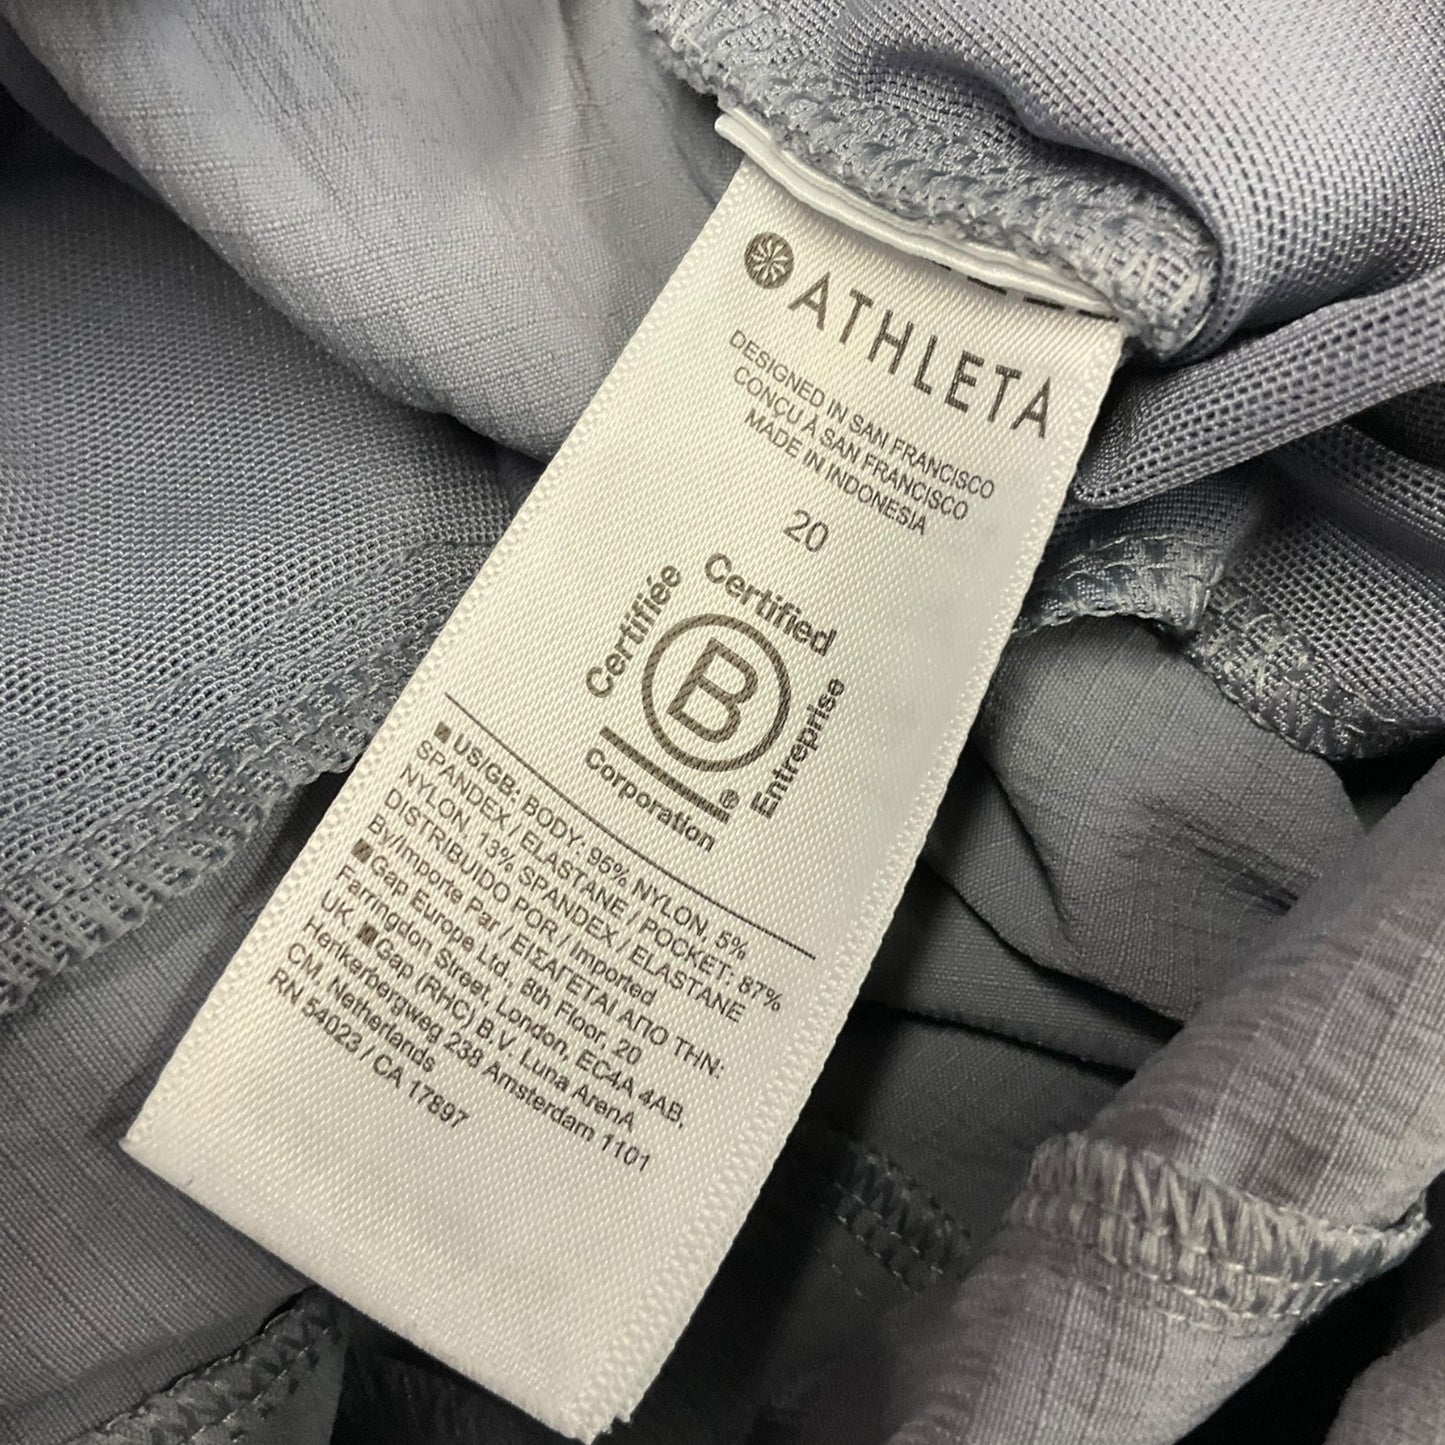 ATHLETA
DESIGNED IN SAN FRANCISCO
CONÇU À SAN FRANCISCO
MADE IN INDONESIA
20
Certifiée
Certified
B
Corporation
®
Entreprise
US/GB: BODY: 96% NYLON, 5%
SPANDEX / ELASTANE / POCKET: 87%
NYLON, 13% SPANDEX / ELASTANE
DISTRIBUIDO POR / Imported
By/Importe Par / ΕΙΣΑΓΕΤΑΙ ΑΠΟ ΤΗΝ:
Gap Europe Ltd., 8th Floor, 20
Farringdon Street, London, EC4A 4AB,
UK. Gap (RHC) B.V. Luna ArenA
Herikerbergweg 238 Amsterdam 1101
CM, Netherlands
RN 54023 / CA 17897